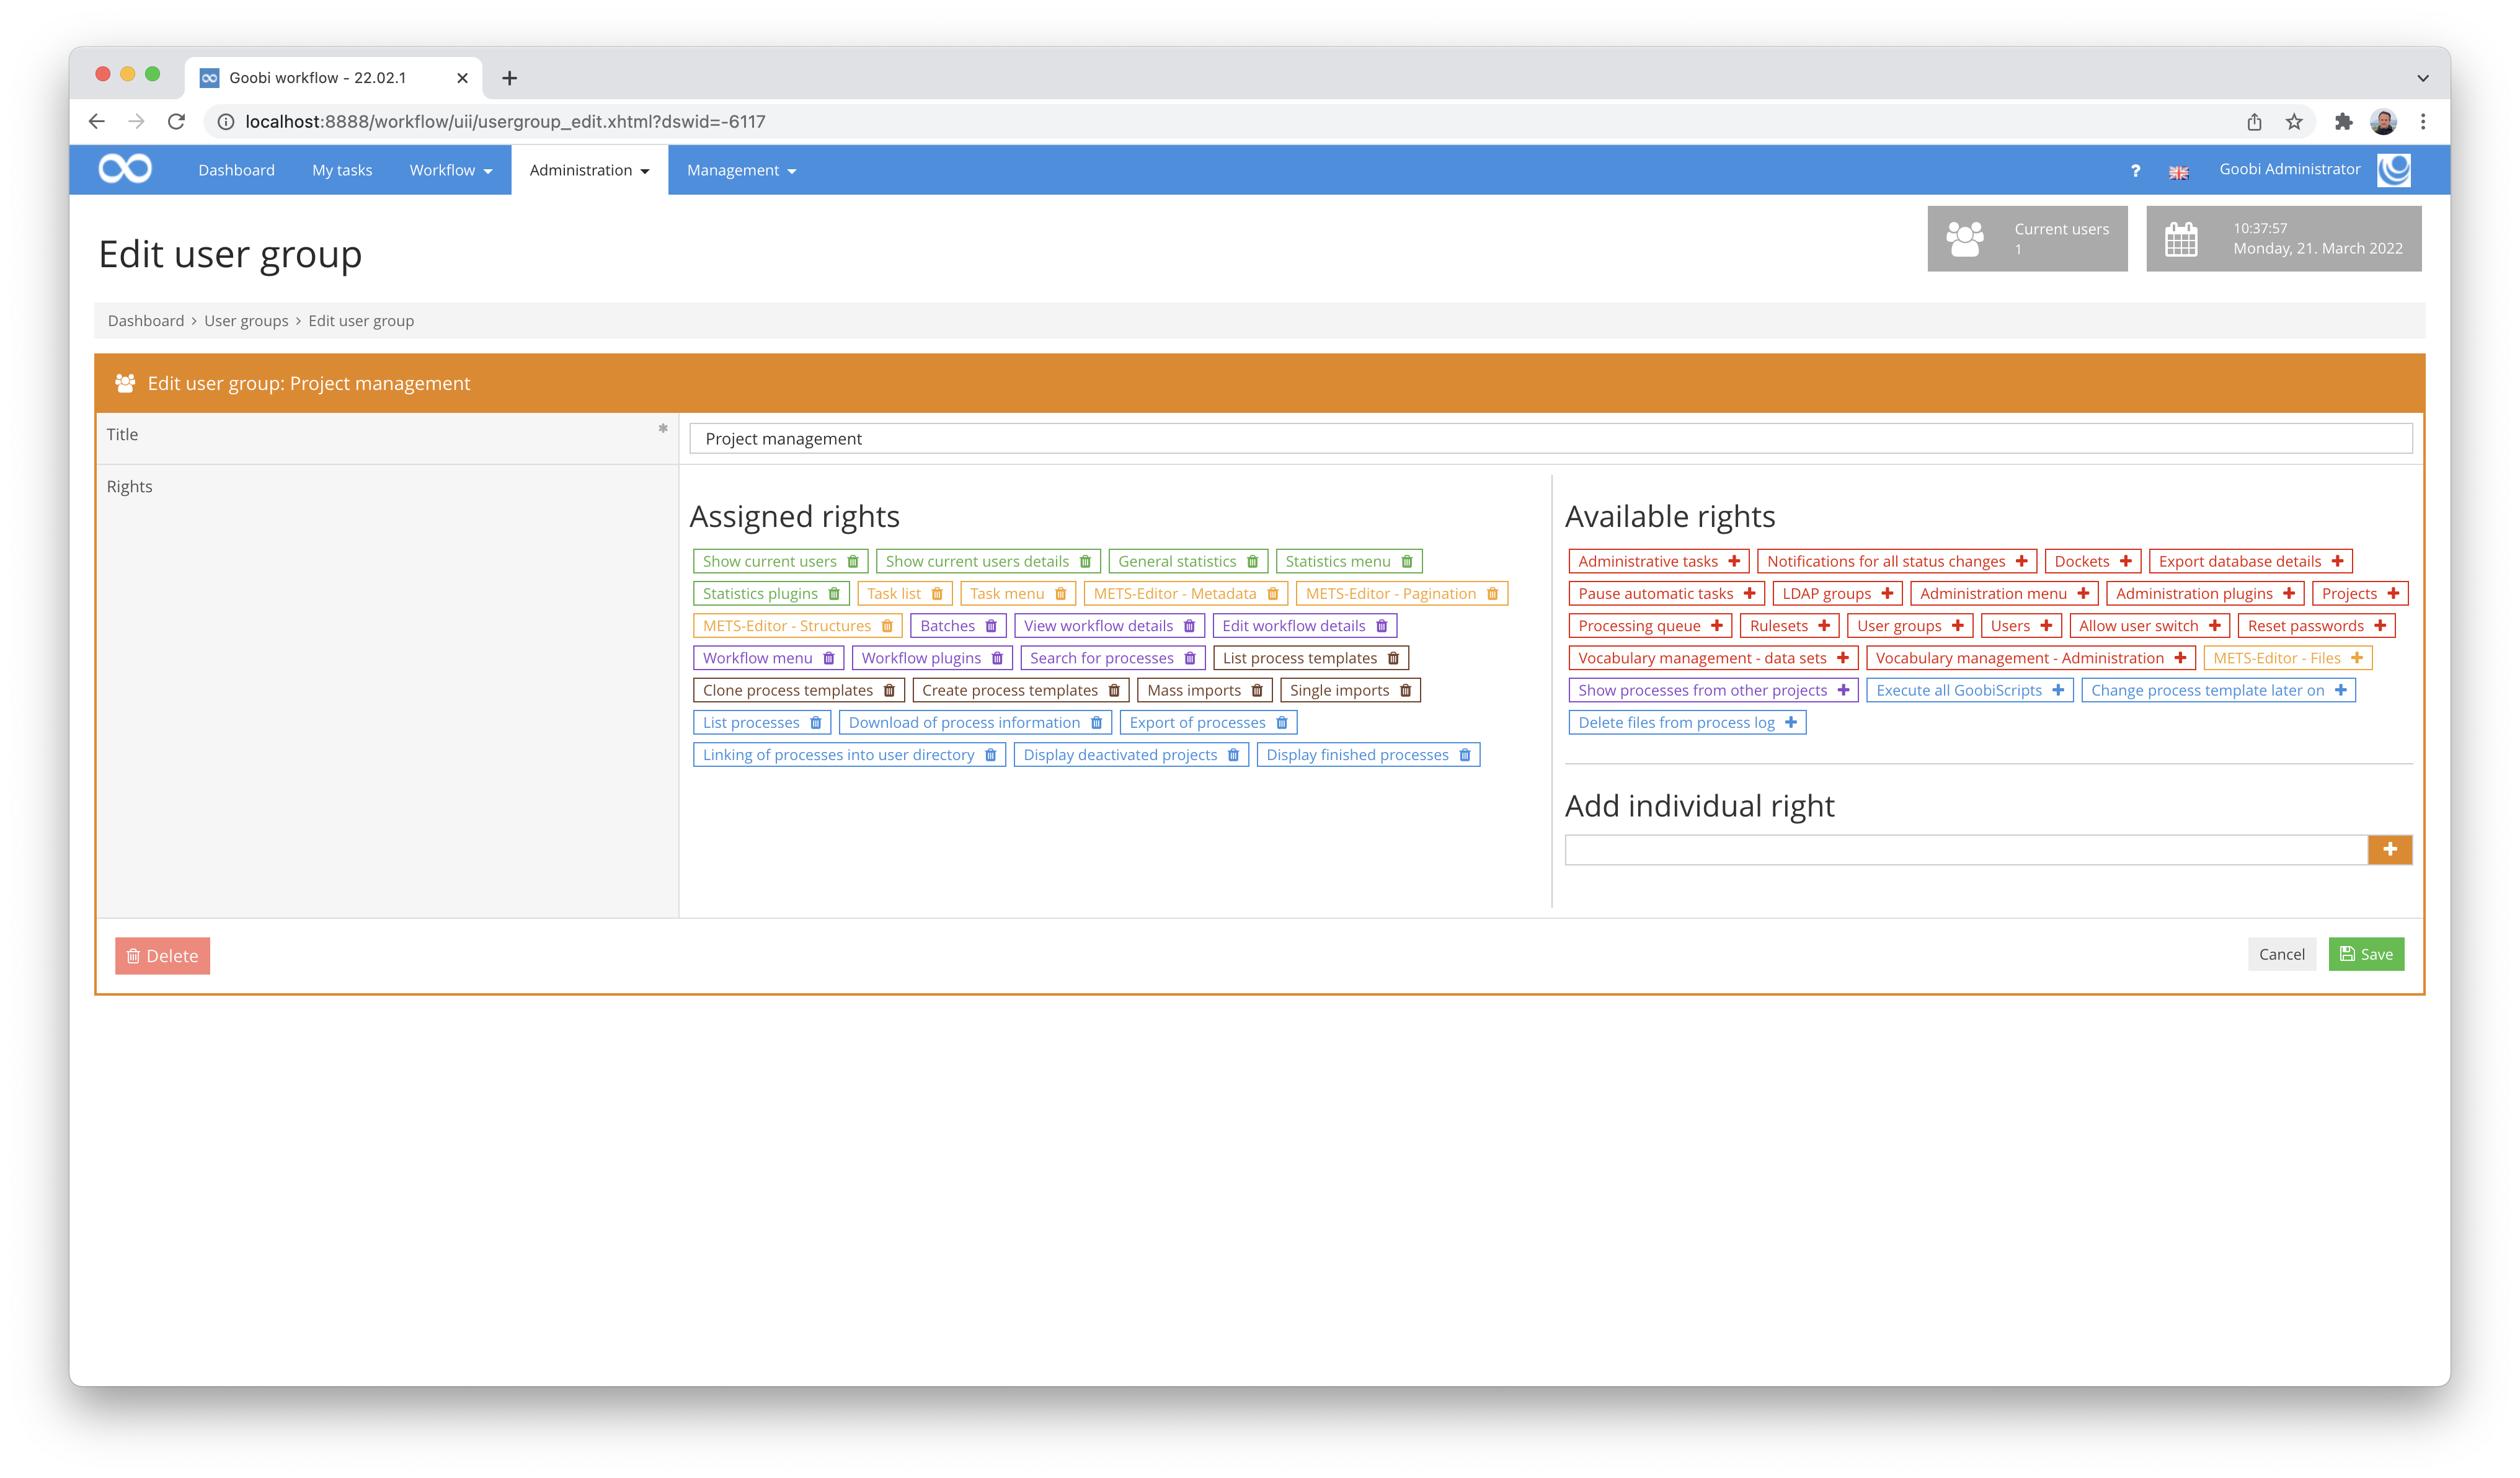 Goobi workflow - 22.02.1
localhost:8888/workflow/uii/usergroup_edit.xhtml?dswid=-6117
Dashboard My tasks Workflow Administration Management ? Goobi Administrator
Edit user group
Current users
1
10:37:57
Monday, 21. March 2022
Dashboard › User groups › Edit user group
Edit user group: Project management
Title *
Project management
Rights
Assigned rights
Show current users Show current users details General statistics Statistics menu
Statistics plugins Task list Task menu METS-Editor - Metadata METS-Editor - Pagination
METS-Editor - Structures Batches View workflow details Edit workflow details
Workflow menu Workflow plugins Search for processes List process templates
Clone process templates Create process templates Mass imports Single imports
List processes Download of process information Export of processes
Linking of processes into user directory Display deactivated projects Display finished processes
Available rights
Administrative tasks Notifications for all status changes Dockets Export database details
Pause automatic tasks LDAP groups Administration menu Administration plugins Projects
Processing queue Rulesets User groups Users Allow user switch Reset passwords
Vocabulary management - data sets Vocabulary management - Administration METS-Editor - Files
Show processes from other projects Execute all GoobiScripts Change process template later on
Delete files from process log
Add individual right
Delete
Cancel Save